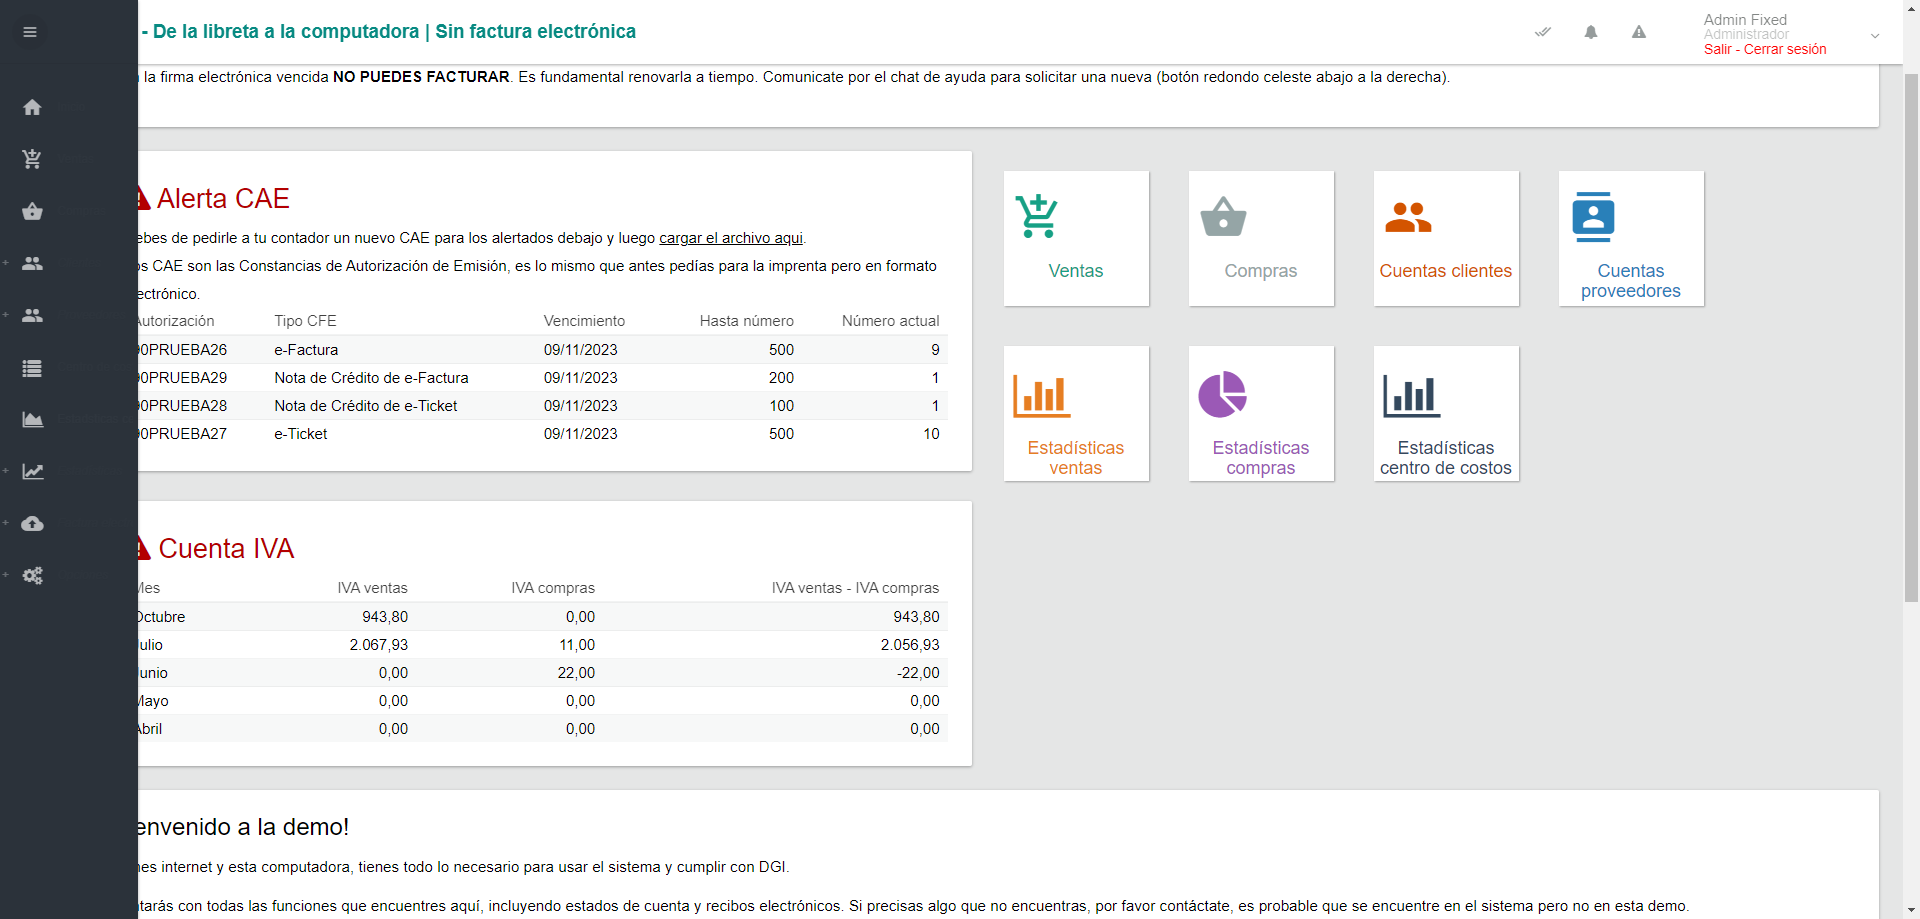 - De la libreta a la computadora | Sin factura electrónica
Admin Fixed
Administrador
Salir - Cerrar sesión
la firma electrónica vencida NO PUEDES FACTURAR. Es fundamental renovarla a tiempo. Comunicate por el chat de ayuda para solicitar una nueva (botón redondo celeste abajo a la derecha).
Alerta CAE
ebes de pedirle a tu contador un nuevo CAE para los alertados debajo y luego cargar el archivo aqui.
os CAE son las Constancias de Autorización de Emisión, es lo mismo que antes pedías para la imprenta pero en formato
ectrónico.
Autorización Tipo CFE Vencimiento Hasta número Número actual
0PRUEBA26 e-Factura 09/11/2023 500 9
0PRUEBA29 Nota de Crédito de e-Factura 09/11/2023 200 1
0PRUEBA28 Nota de Crédito de e-Ticket 09/11/2023 100 1
0PRUEBA27 e-Ticket 09/11/2023 500 10
Ventas
Compras
Cuentas clientes
Cuentas
proveedores
Estadísticas
ventas
Estadísticas
compras
Estadísticas
centro de costos
Cuenta IVA
Mes IVA ventas IVA compras IVA ventas - IVA compras
Octubre 943,80 0,00 943,80
ulio 2.067,93 11,00 2.056,93
unio 0,00 22,00 -22,00
Mayo 0,00 0,00 0,00
Abril 0,00 0,00 0,00
envenido a la demo!
nes internet y esta computadora, tienes todo lo necesario para usar el sistema y cumplir con DGI.
tarás con todas las funciones que encuentres aquí, incluyendo estados de cuenta y recibos electrónicos. Si precisas algo que no encuentras, por favor contáctate, es probable que se encuentre en el sistema pero no en esta demo.